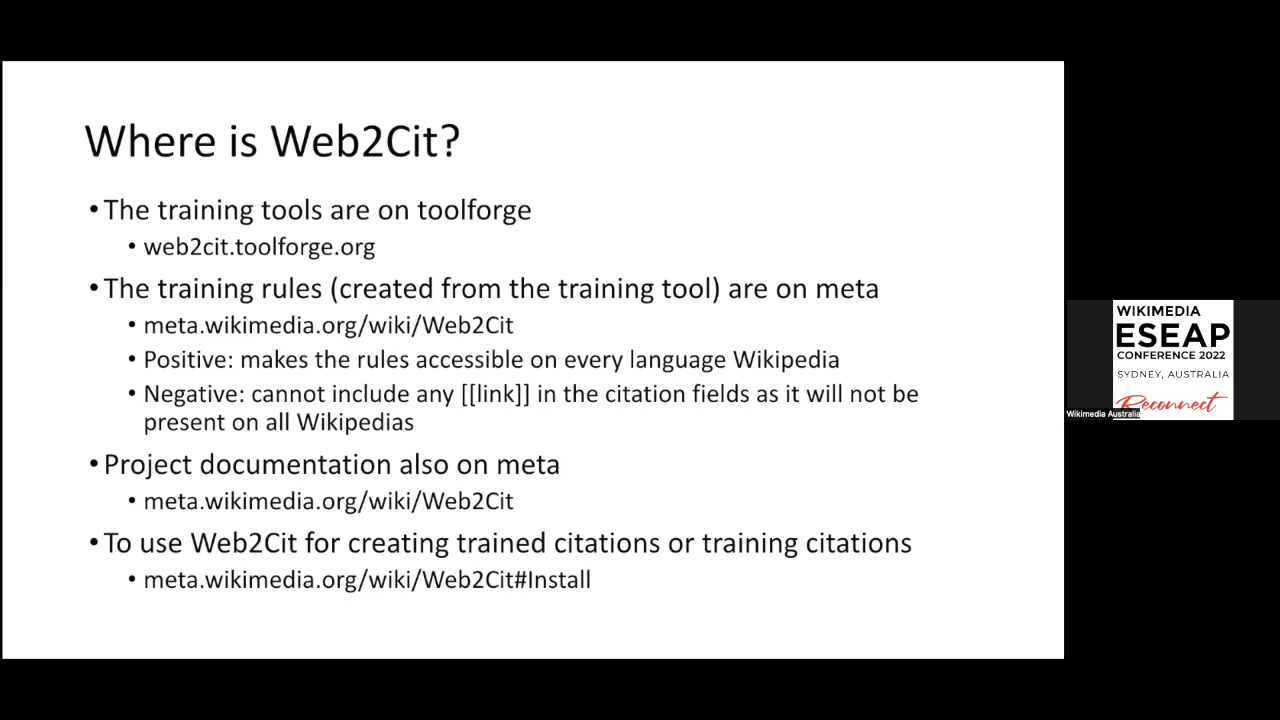 Where is Web2Cit?
• The training tools are on toolforge
• web2cit.toolforge.org
• The training rules (created from the training tool) are on meta
• meta.wikimedia.org/wiki/Web2Cit
• Positive: makes the rules accessible on every language Wikipedia
• Negative: cannot include any [[link]] in the citation fields as it will not be
present on all Wikipedias
• Project documentation also on meta
• meta.wikimedia.org/wiki/Web2Cit
• To use Web2Cit for creating trained citations or training citations
• meta.wikimedia.org/wiki/Web2Cit#Install
WIKIMEDIA
ESEAP
CONFERENCE 2022
SYDNEY, AUSTRALIA
Reconnect
Wikimedia Australia